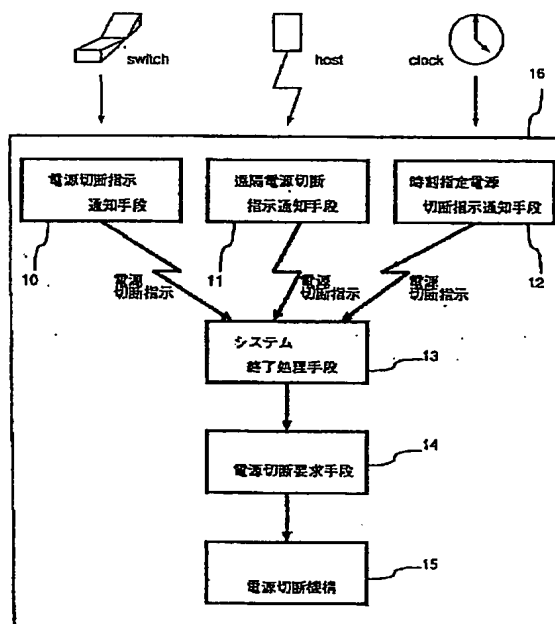 switch
host
clock
16
電源切断指示
通知手段
遠隔電源切断
指示通知手段
時刻指定電源
切断指示通知手段
10
11
12
電源
切断指示
電源
切断指示
電源
切断指示
システム
終了処理手段
13
電源切断要求手段
14
電源切断機構
15